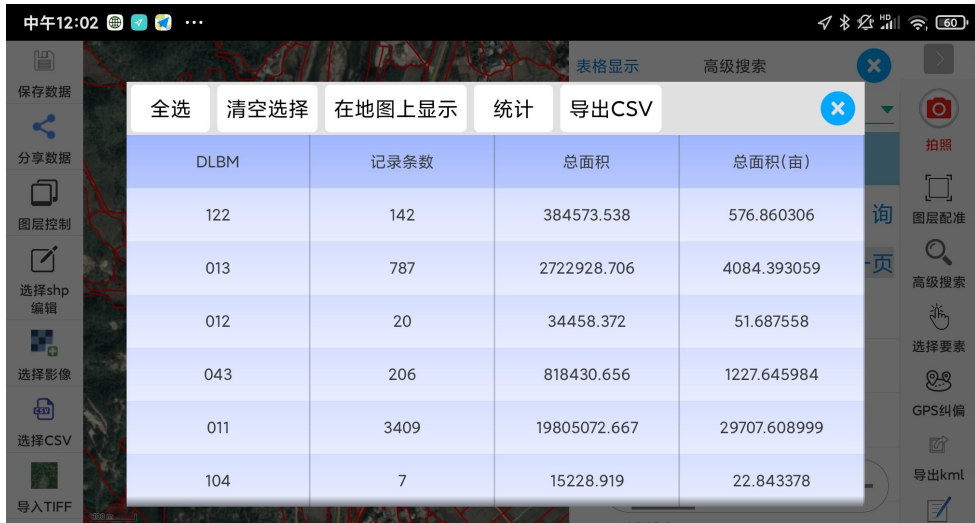 中午12:02 ...
HD 60
保存数据
分享数据
图层控制
选择shp
编辑
选择影像
CSV
选择CSV
导入TIFF
表格显示 高级搜索
全选 清空选择 在地图上显示 统计 导出CSV
DLBM 记录条数 总面积 总面积(亩)
122 142 384573.538 576.860306
013 787 2722928.706 4084.393059
012 20 34458.372 51.687558
043 206 818430.656 1227.645984
011 3409 19805072.667 29707.608999
104 7 15228.919 22.843378
询
页
拍照
图层配准
高级搜索
选择要素
GPS纠偏
导出kml